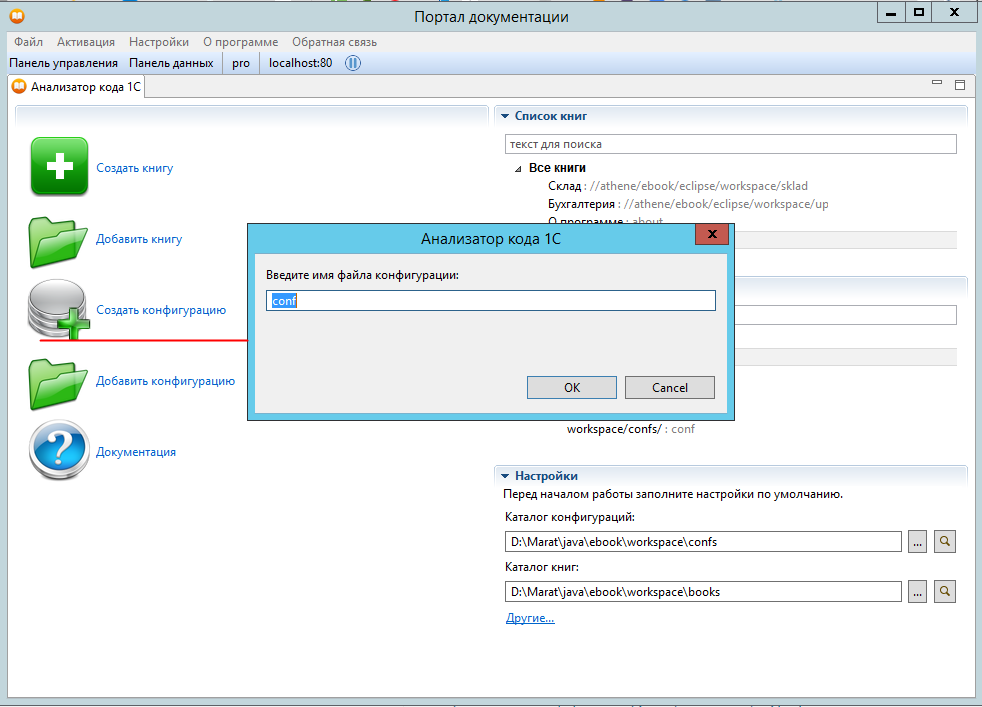 Портал документации
Файл Активация Настройки О программе Обратная связь
Панель управления Панель данных pro localhost:80
Анализатор кода 1С
Создать книгу
Добавить книгу
Создать конфигурацию
Добавить конфигурацию
Документация
Список книг
текст для поиска
Все книги
Склад : //athene/ebook/eclipse/workspace/sklad
Бухгалтерия : //athene/ebook/eclipse/workspace/up
О программе : about
Анализатор кода 1С
Введите имя файла конфигурации:
conf
OK Cancel
workspace/confs/ : conf
Настройки
Перед началом работы заполните настройки по умолчанию.
Каталог конфигураций:
D:\Marat\java\ebook\workspace\confs ...
Каталог книг:
D:\Marat\java\ebook\workspace\books ...
Другие...